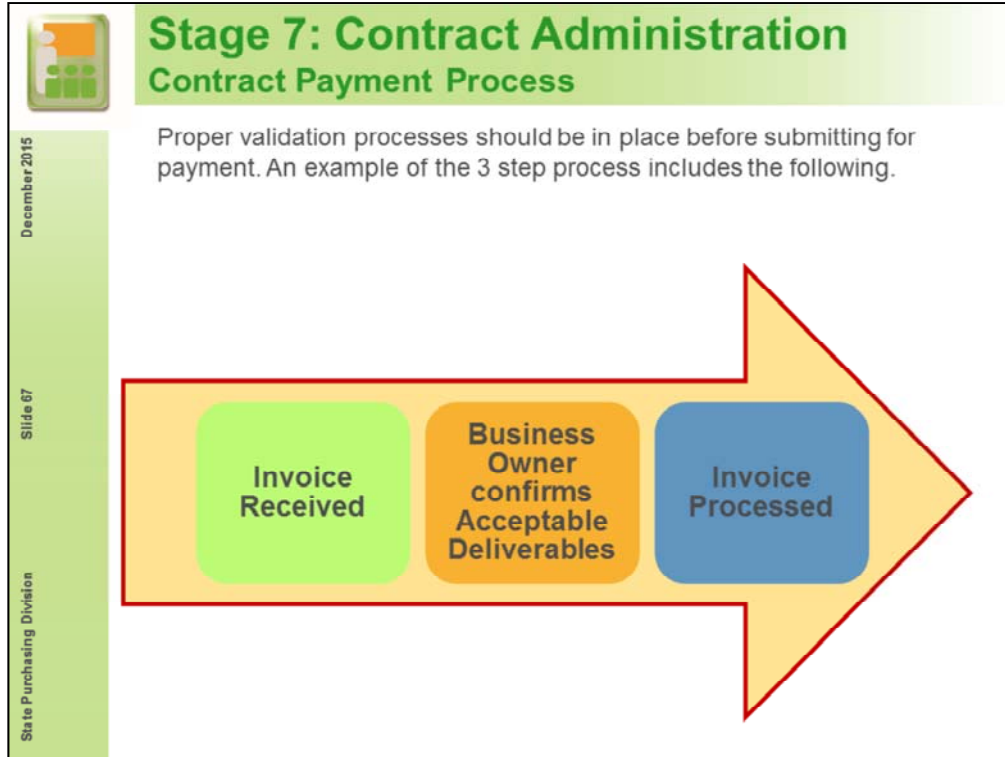 Stage 7: Contract Administration
Contract Payment Process
Proper validation processes should be in place before submitting for
payment. An example of the 3 step process includes the following.
Invoice
Received
Business
Owner
confirms
Acceptable
Deliverables
Invoice
Processed
December 2015
Slide 67
State Purchasing Division